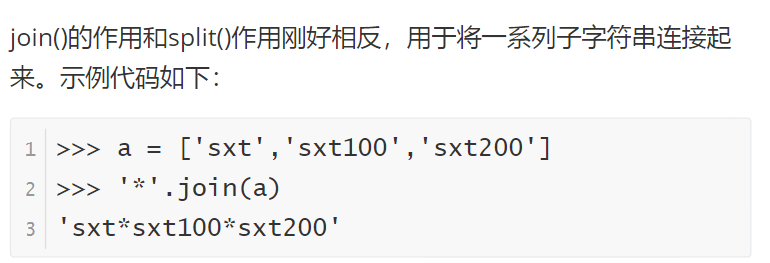 join()的作用和split()作用刚好相反，用于将一系列子字符串连接起
来。示例代码如下：
1 >>> a = ['sxt','sxt100','sxt200']
2 >>> '*'.join(a)
3 'sxt*sxt100*sxt200'